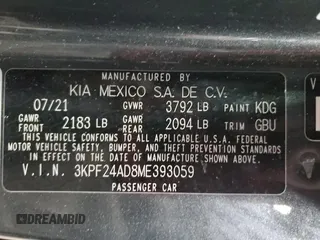 MANUFACTURED BY
KIA MEXICO S.A. DE C.V.
07/21 GVWR 3792 LB PAINT KDG
GAWR FRONT 2183 LB GAWR REAR 2094 LB TRIM GBU
THIS VEHICLE CONFORMS TO ALL APPLICABLE U.S.A. FEDERAL
MOTOR VEHICLE SAFETY, BUMPER, AND THEFT PREVENTION
STANDARDS IN EFFECT ON THE DATE OF MANUFACTURE
SHOWN ABOVE.
V.I.N. 3KPF24AD8ME393059
PASSENGER CAR
V
DREAMBID